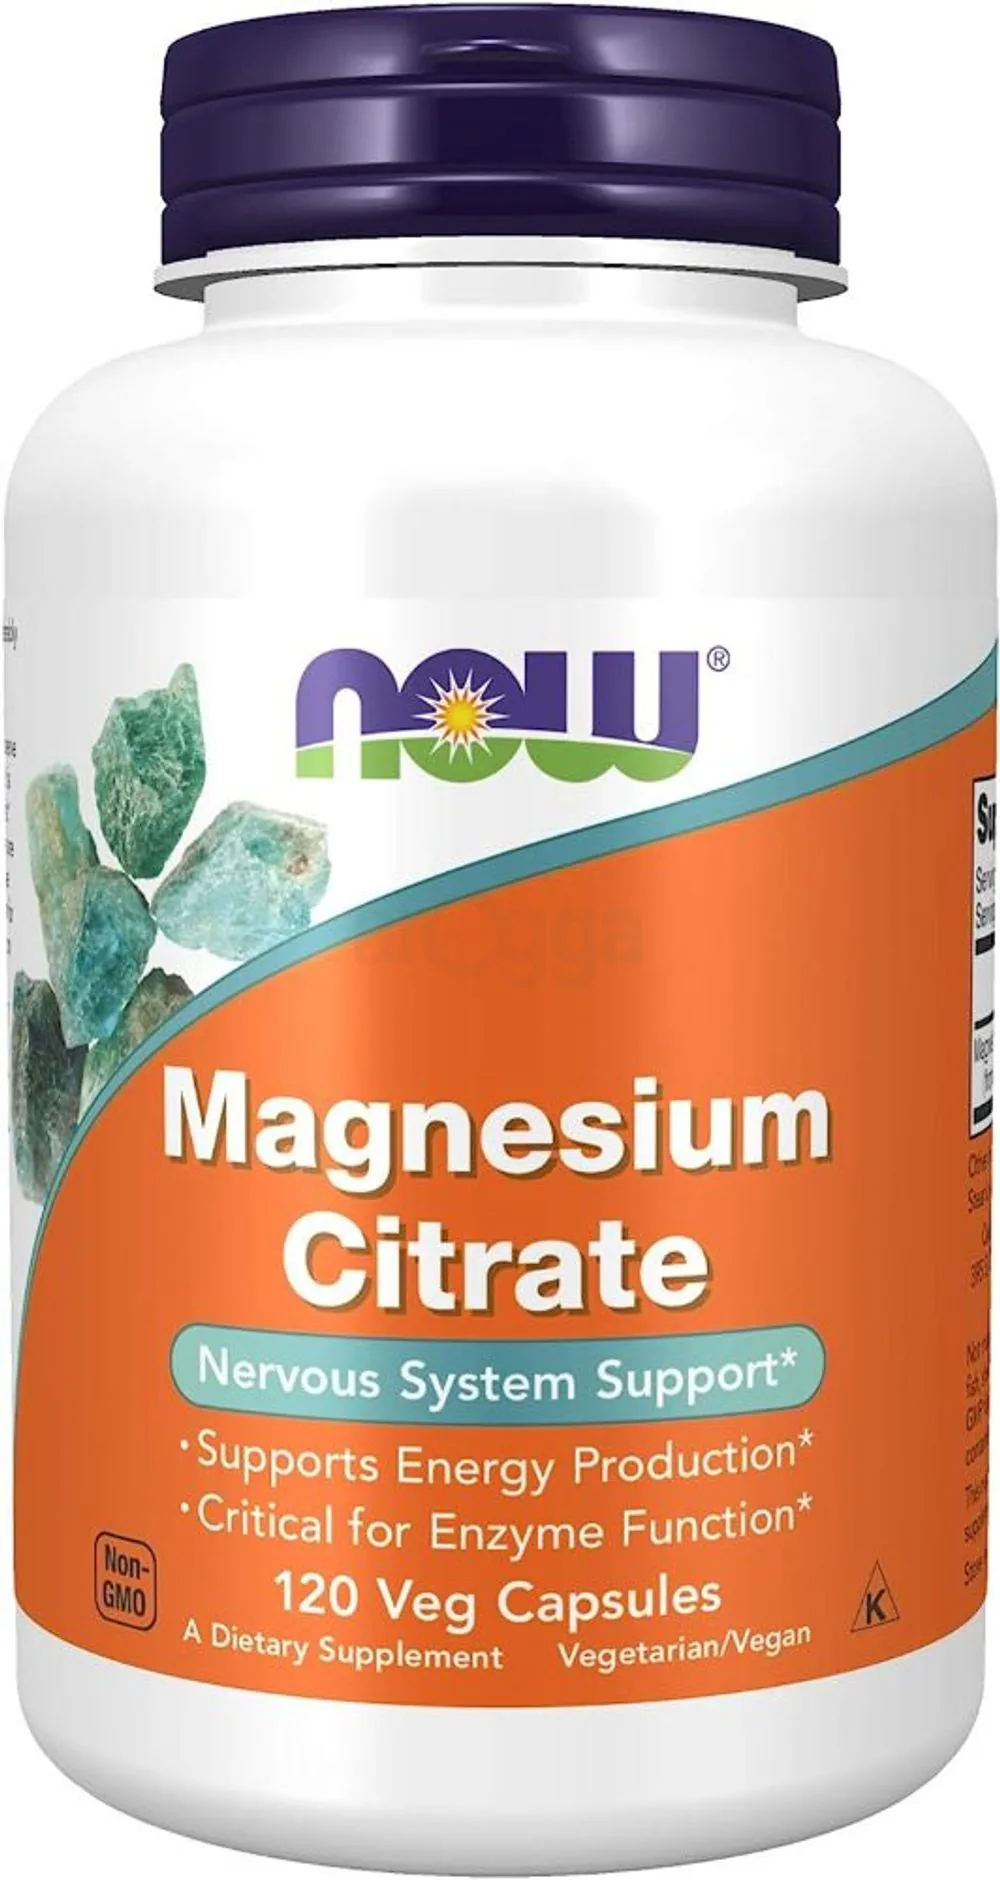 now®
Magnesium
Citrate
Nervous System Support*
• Supports Energy Production*
• Critical for Enzyme Function*
Non-
GMO
120 Veg Capsules
A Dietary Supplement Vegetarian/Vegan
K